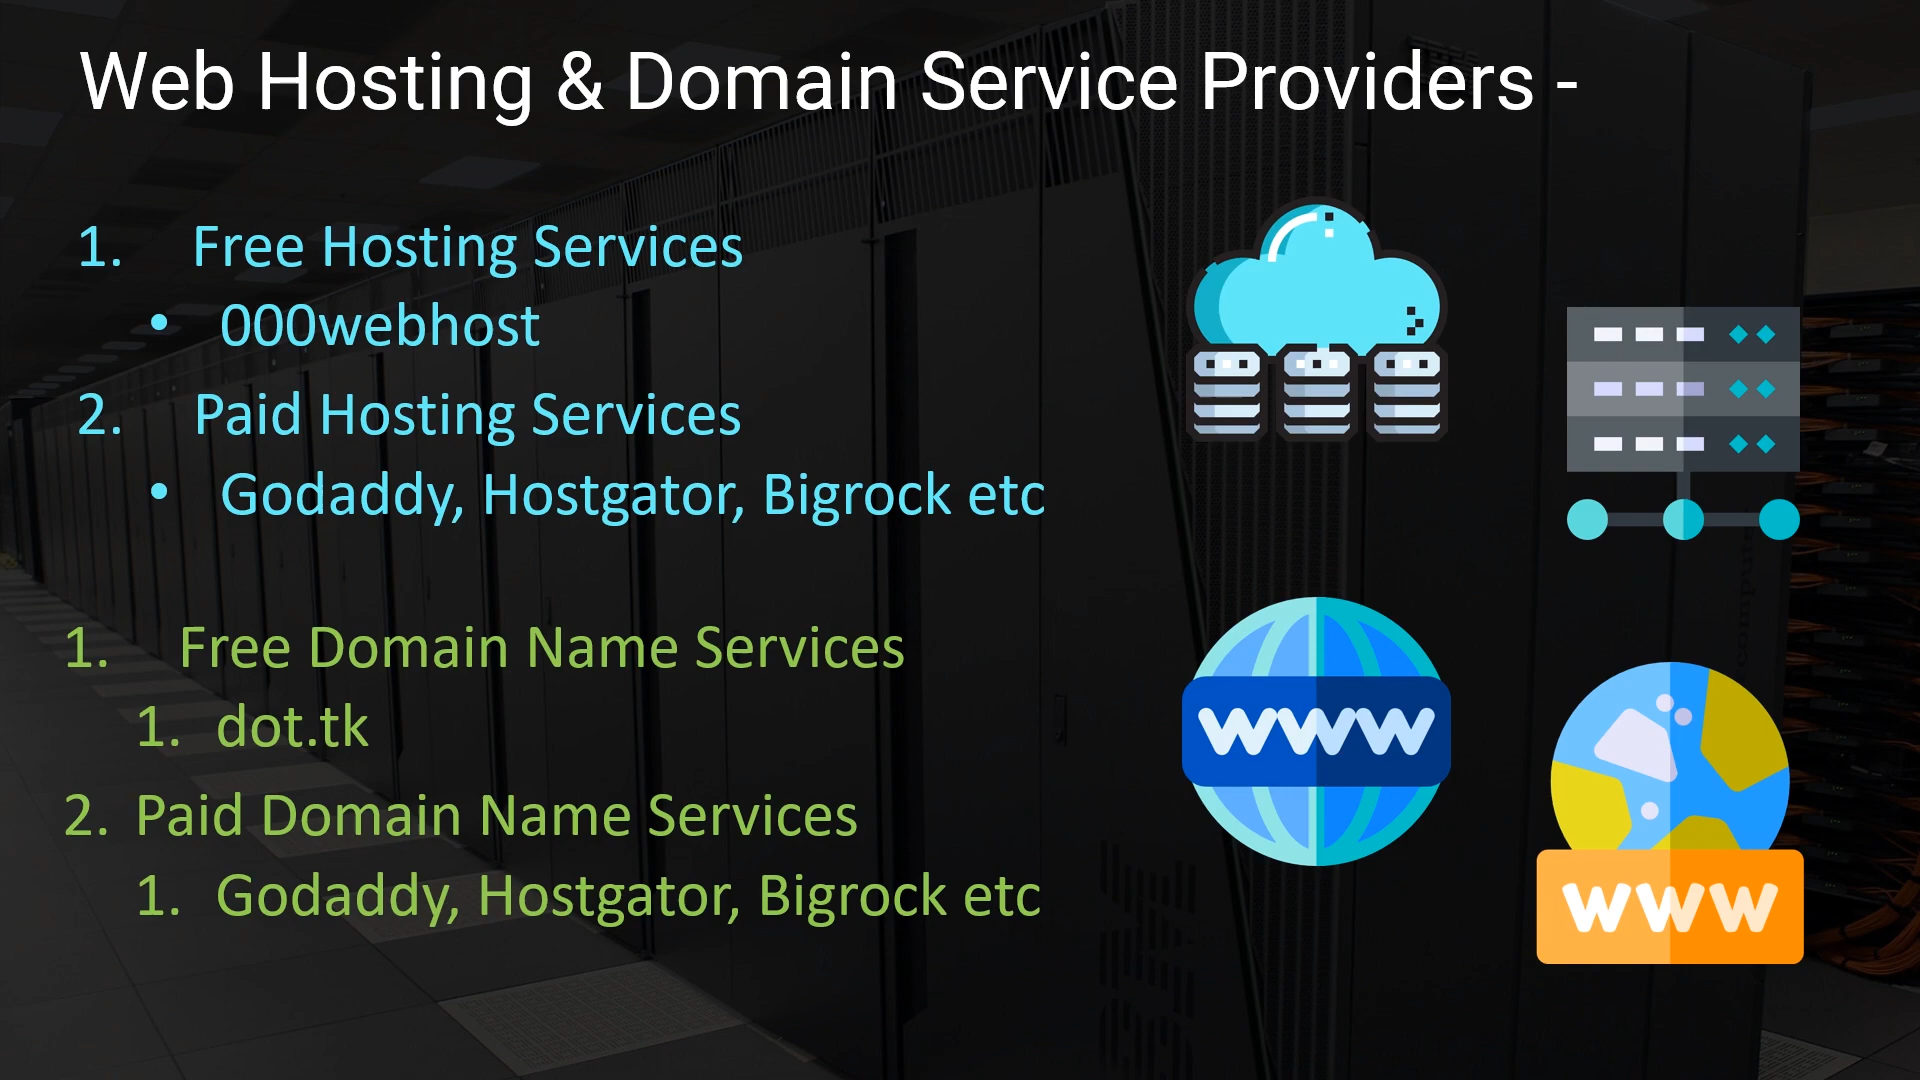 Web Hosting & Domain Service Providers -
1. Free Hosting Services
• 000webhost
2. Paid Hosting Services
• Godaddy, Hostgator, Bigrock etc
1. Free Domain Name Services
1. dot.tk
2. Paid Domain Name Services
1. Godaddy, Hostgator, Bigrock etc
www
www